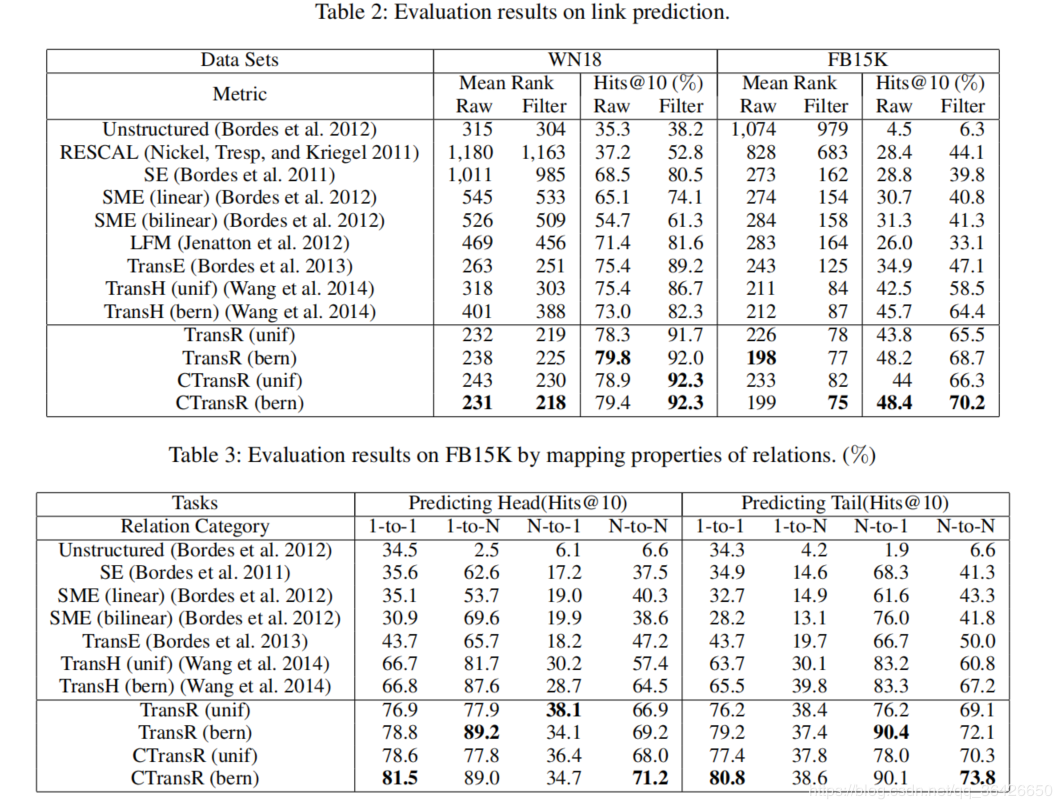 Table 2: Evaluation results on link prediction.
Data Sets WN18 FB15K
Metric Mean Rank Hits@10 (%) Mean Rank Hits@10 (%)
Raw Filter Raw Filter Raw Filter Raw Filter
Unstructured (Bordes et al. 2012) 315 304 35.3 38.2 1,074 979 4.5 6.3
RESCAL (Nickel, Tresp, and Kriegel 2011) 1,180 1,163 37.2 52.8 828 683 28.4 44.1
SE (Bordes et al. 2011) 1,011 985 68.5 80.5 273 162 28.8 39.8
SME (linear) (Bordes et al. 2012) 545 533 65.1 74.1 274 154 30.7 40.8
SME (bilinear) (Bordes et al. 2012) 526 509 54.7 61.3 284 158 31.3 41.3
LFM (Jenatton et al. 2012) 469 456 71.4 81.6 283 164 26.0 33.1
TransE (Bordes et al. 2013) 263 251 75.4 89.2 243 125 34.9 47.1
TransH (unif) (Wang et al. 2014) 318 303 75.4 86.7 211 84 42.5 58.5
TransH (bern) (Wang et al. 2014) 401 388 73.0 82.3 212 87 45.7 64.4
TransR (unif) 232 219 78.3 91.7 226 78 43.8 65.5
TransR (bern) 238 225 79.8 92.0 198 77 48.2 68.7
CTransR (unif) 243 230 78.9 92.3 233 82 44 66.3
CTransR (bern) 231 218 79.4 92.3 199 75 48.4 70.2
Table 3: Evaluation results on FB15K by mapping properties of relations. (%)
Tasks Predicting Head(Hits@10) Predicting Tail(Hits@10)
Relation Category 1-to-1 1-to-N N-to-1 N-to-N 1-to-1 1-to-N N-to-1 N-to-N
Unstructured (Bordes et al. 2012) 34.5 2.5 6.1 6.6 34.3 4.2 1.9 6.6
SE (Bordes et al. 2011) 35.6 62.6 17.2 37.5 34.9 14.6 68.3 41.3
SME (linear) (Bordes et al. 2012) 35.1 53.7 19.0 40.3 32.7 14.9 61.6 43.3
SME (bilinear) (Bordes et al. 2012) 30.9 69.6 19.9 38.6 28.2 13.1 76.0 41.8
TransE (Bordes et al. 2013) 43.7 65.7 18.2 47.2 43.7 19.7 66.7 50.0
TransH (unif) (Wang et al. 2014) 66.7 81.7 30.2 57.4 63.7 30.1 83.2 60.8
TransH (bern) (Wang et al. 2014) 66.8 87.6 28.7 64.5 65.5 39.8 83.3 67.2
TransR (unif) 76.9 77.9 38.1 66.9 76.2 38.4 76.2 69.1
TransR (bern) 78.8 89.2 34.1 69.2 79.2 37.4 90.4 72.1
CTransR (unif) 78.6 77.8 36.4 68.0 77.4 37.8 78.0 70.3
CTransR (bern) 81.5 89.0 34.7 71.2 80.8 38.6 90.1 73.8